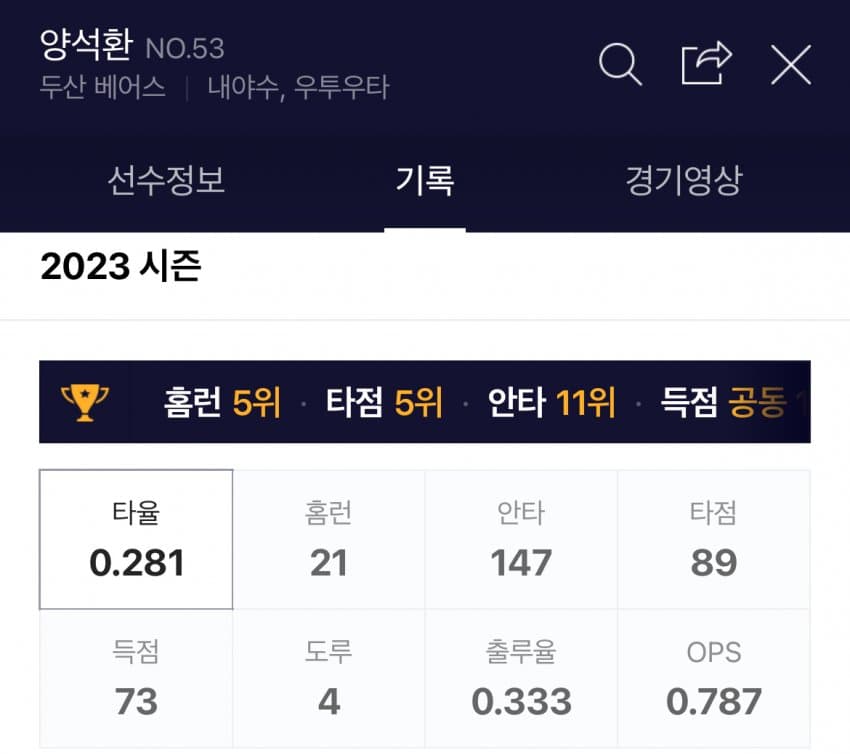 양석환 NO.53
두산 베어스 | 내야수, 우투우타
선수정보 기록 경기영상
2023 시즌
홈런 5위 · 타점 5위 · 안타 11위 · 득점 공동
타율 홈런 안타 타점
0.281 21 147 89
득점 도루 출루율 OPS
73 4 0.333 0.787